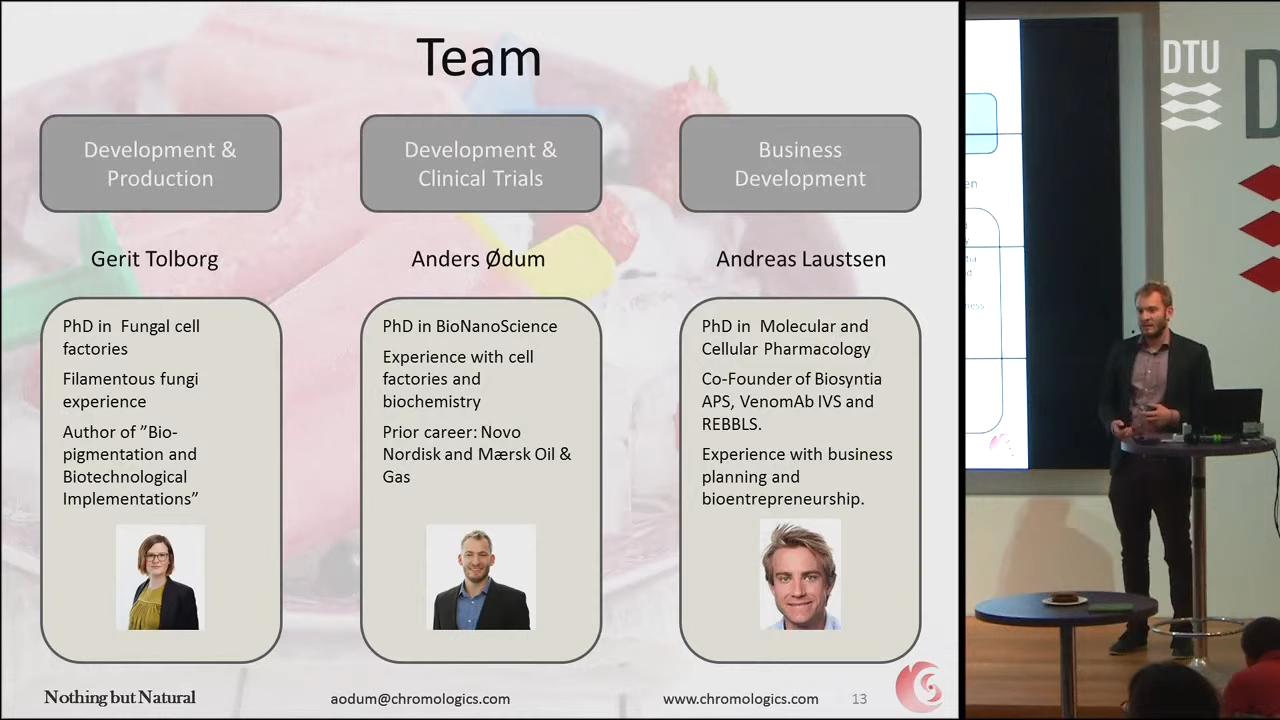 Team
Development &
Production
Development &
Clinical Trials
Business
Development
Gerit Tolborg
Anders Ødum
Andreas Laustsen
PhD in  Fungal cell
factories
Filamentous fungi
experience
Author of ”Bio-
pigmentation and
Biotechnological
Implementations”
PhD in BioNanoScience
Experience with cell
factories and
biochemistry
Prior career: Novo
Nordisk and Mærsk Oil &
Gas
PhD in  Molecular and
Cellular Pharmacology
Co-Founder of Biosyntia
APS, VenomAb IVS and
REBBLS.
Experience with business
planning and
bioentrepreneurship.
Nothing but Natural
aodum@chromologics.com
www.chromologics.com
13
DTU
D
en